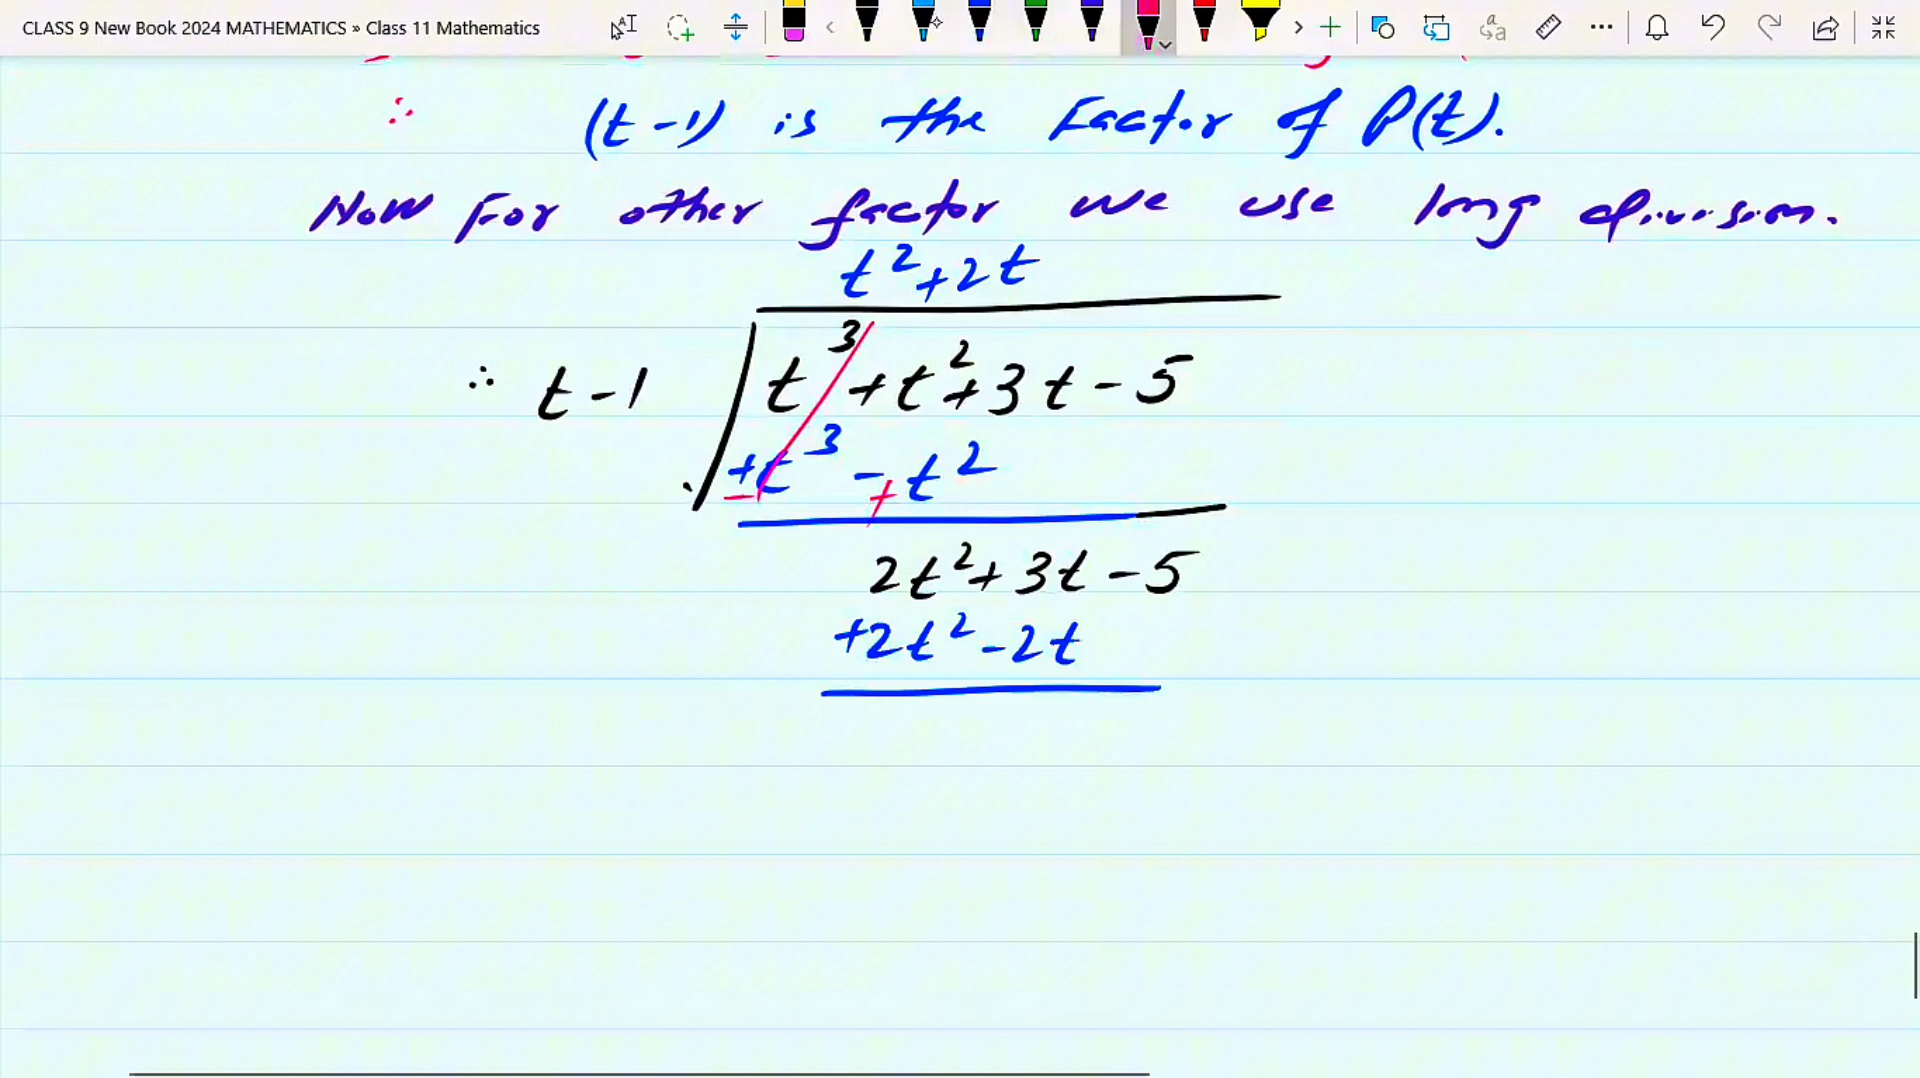 CLASS 9 New Book 2024 MATHEMATICS » Class 11 Mathematics
∴ (t-1) is the Factor of P(t).
Now For other factor we use long division.
t²+2t
∴ t-1 t³+t²+3t-5
+t³-t²
- +
2t²+3t-5
+2t²-2t